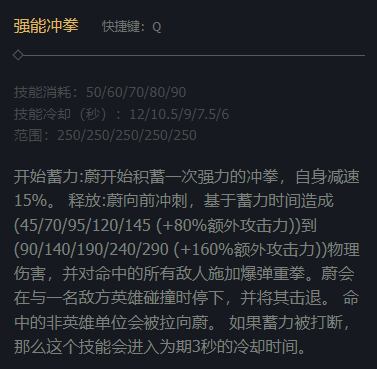 强能冲拳 快捷键：Q
技能消耗：50/60/70/80/90
技能冷却（秒）：12/10.5/9/7.5/6
范围：250/250/250/250/250
开始蓄力:蔚开始积蓄一次强力的冲拳，自身减速
15%。 释放:蔚向前冲刺，基于蓄力时间造成
(45/70/95/120/145 (+80%额外攻击力))到
(90/140/190/240/290 (+160%额外攻击力))物理
伤害，并对命中的所有敌人施加爆弹重拳。蔚会
在与一名敌方英雄碰撞时停下，并将其击退。 命
中的非英雄单位会被拉向蔚。 如果蓄力被打断，
那么这个技能会进入为期3秒的冷却时间。